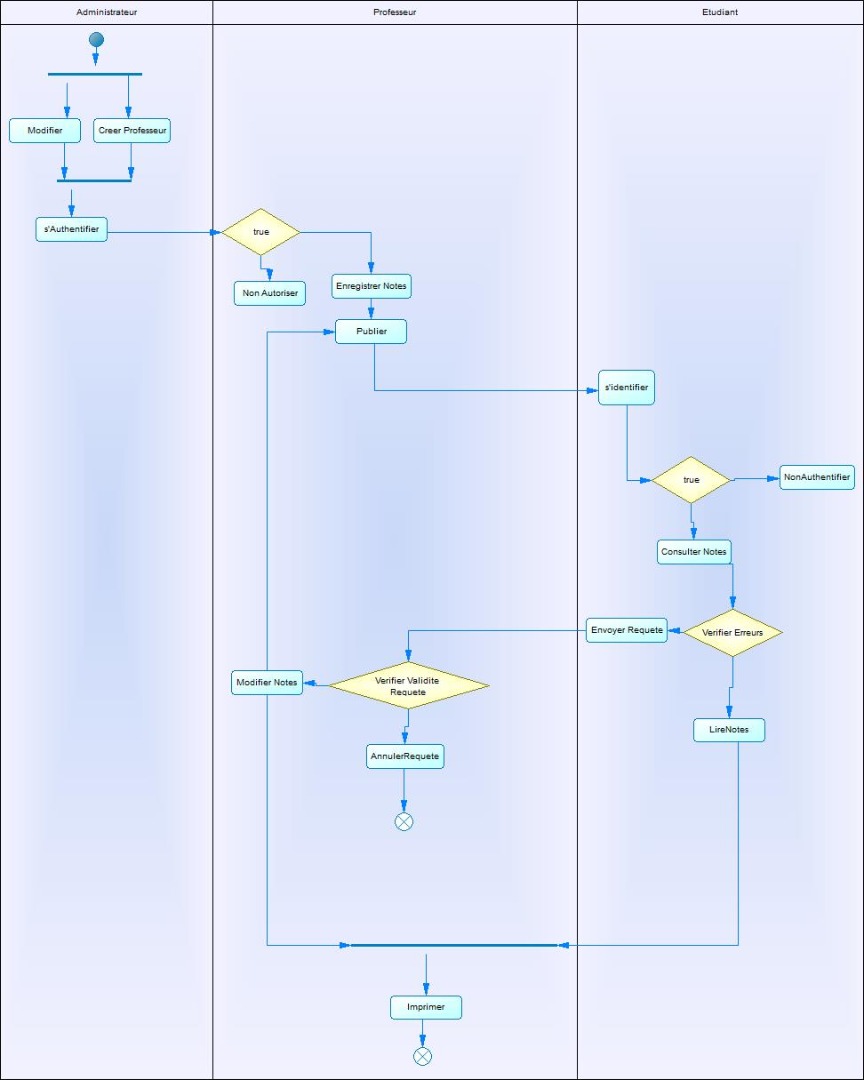 Administrateur
Professeur
Etudiant
Modifier
Creer Professeur
s'Authentifier
true
Non Autoriser
Enregistrer Notes
Publier
s'identifier
true
NonAuthentifier
Consulter Notes
Envoyer Requete
Verifier Erreurs
Modifier Notes
Verifier Validite
Requete
LireNotes
AnnulerRequete
Imprimer